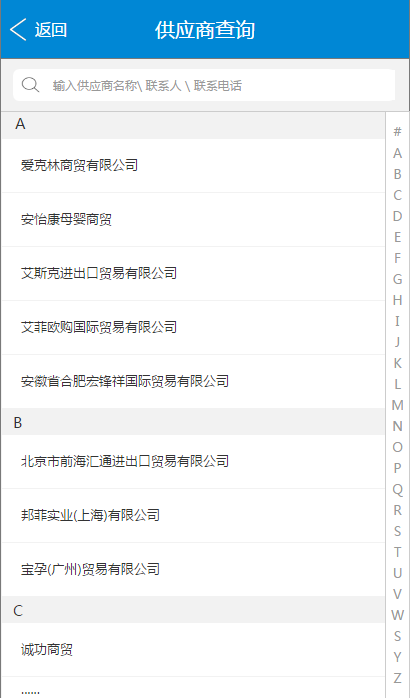 返回
供应商查询
输入供应商名称\ 联系人 \ 联系电话
A
爱克林商贸有限公司
安怡康母婴商贸
艾斯克进出口贸易有限公司
艾菲欧购国际贸易有限公司
安徽省合肥宏锋祥国际贸易有限公司
B
北京市前海汇通进出口贸易有限公司
邦菲实业(上海)有限公司
宝孕(广州)贸易有限公司
C
诚功商贸
......
#
A
B
C
D
E
F
G
H
I
J
K
L
M
N
O
P
Q
R
S
T
U
V
W
S
Y
Z